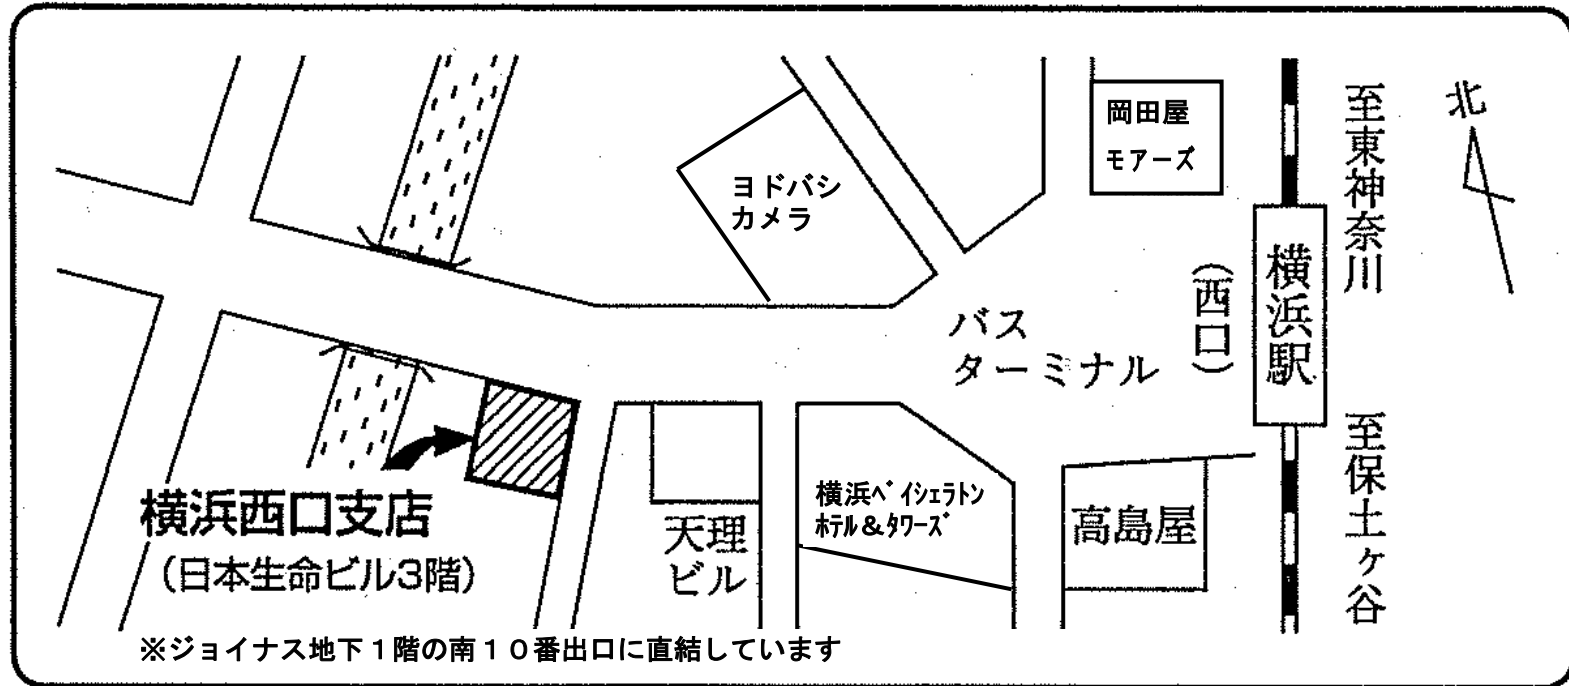 岡田屋
モアーズ
至東神奈川
北
ヨドバシ
カメラ
横浜駅
(西口)
バス
ターミナル
至保土ヶ谷
横浜西口支店
(日本生命ビル3階)
天理
ビル
横浜ベイシェラトン
ホテル&タワーズ
高島屋
※ジョイナス地下1階の南10番出口に直結しています